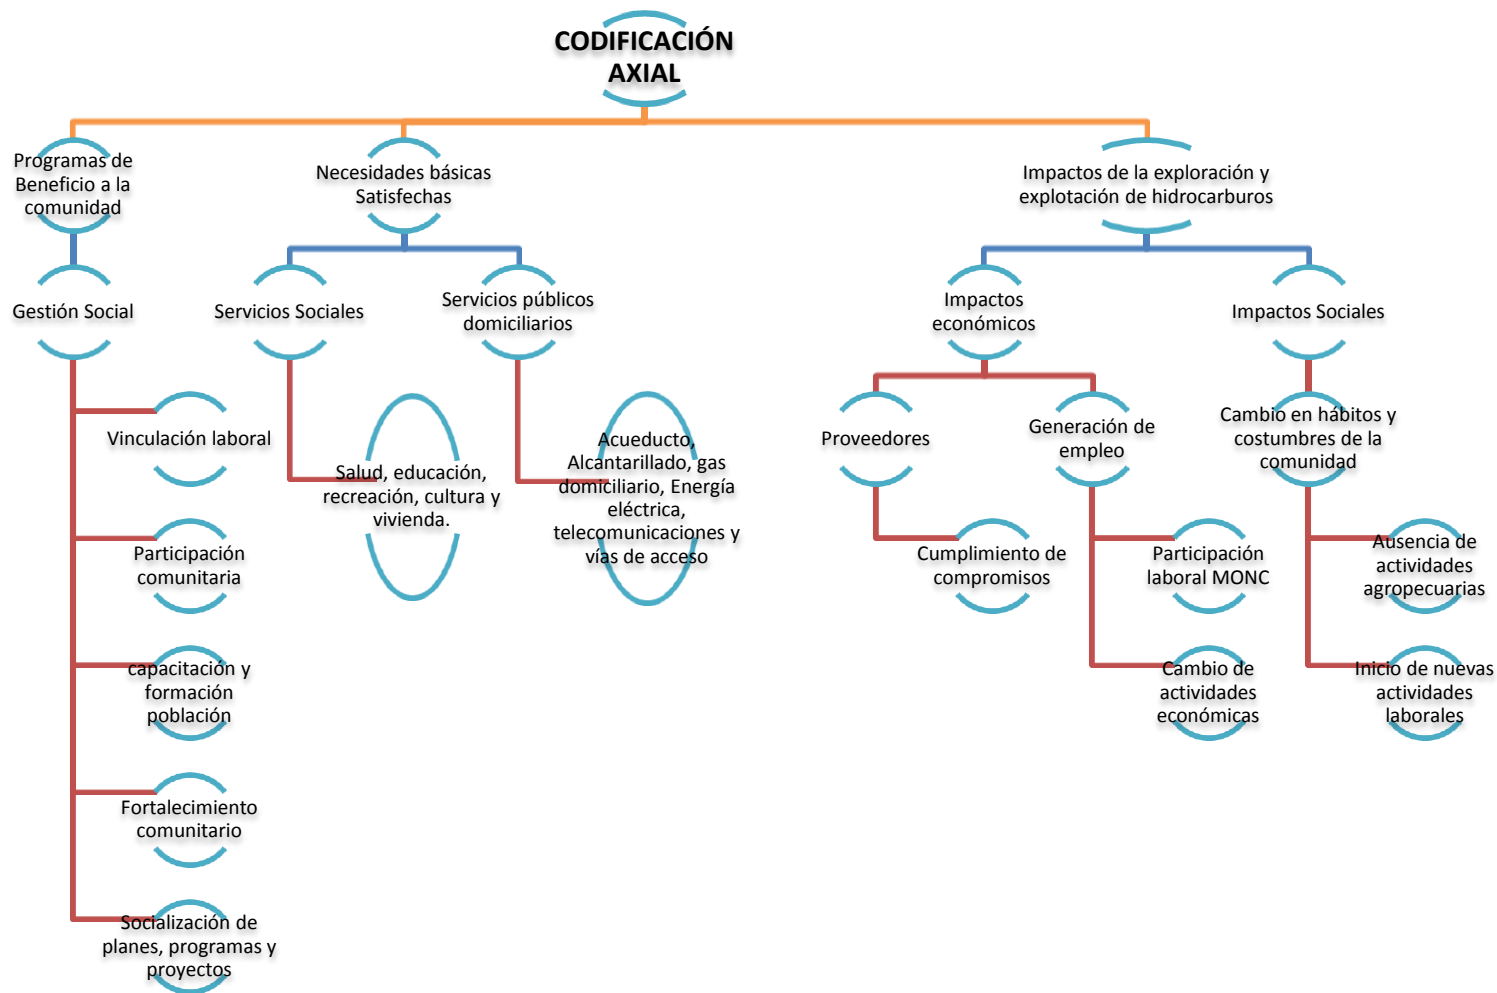 CODIFICACIÓN
AXIAL
Programas de
Beneficio a la
comunidad
Necesidades básicas
Satisfechas
Impactos de la exploración y
explotación de hidrocarburos
Gestión Social
Servicios Sociales
Servicios públicos
domiciliarios
Impactos
económicos
Impactos Sociales
Vinculación laboral
Salud, educación,
recreación, cultura y
vivienda.
Acueducto,
Alcantarillado, gas
domiciliario, Energía
eléctrica,
telecomunicaciones y
vías de acceso
Proveedores
Generación de
empleo
Cambio en hábitos y
costumbres de la
comunidad
Participación
comunitaria
Cumplimiento de
compromisos
Participación
laboral MONC
Ausencia de
actividades
agropecuarias
capacitación y
formación
población
Cambio de
actividades
económicas
Inicio de nuevas
actividades
laborales
Fortalecimiento
comunitario
Socialización de
planes, programas y
proyectos